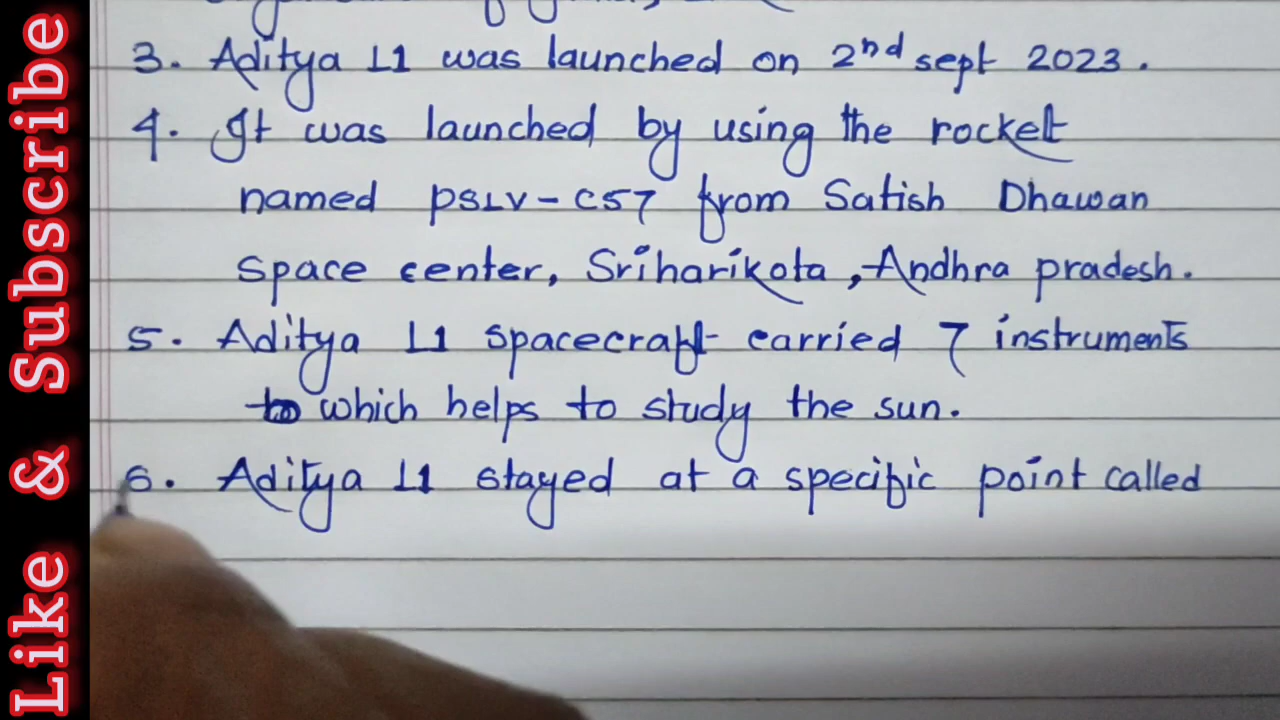 3. Aditya L1 was launched on 2nd sept 2023.
4. It was launched by using the rocket
named PSLV-C57 from Satish Dhawan
space center, Sriharikota, Andhra pradesh.
5. Aditya L1 spacecraft carried 7 instruments
to which helps to study the sun.
6. Aditya L1 stayed at a specific point called
Like & Subscribe